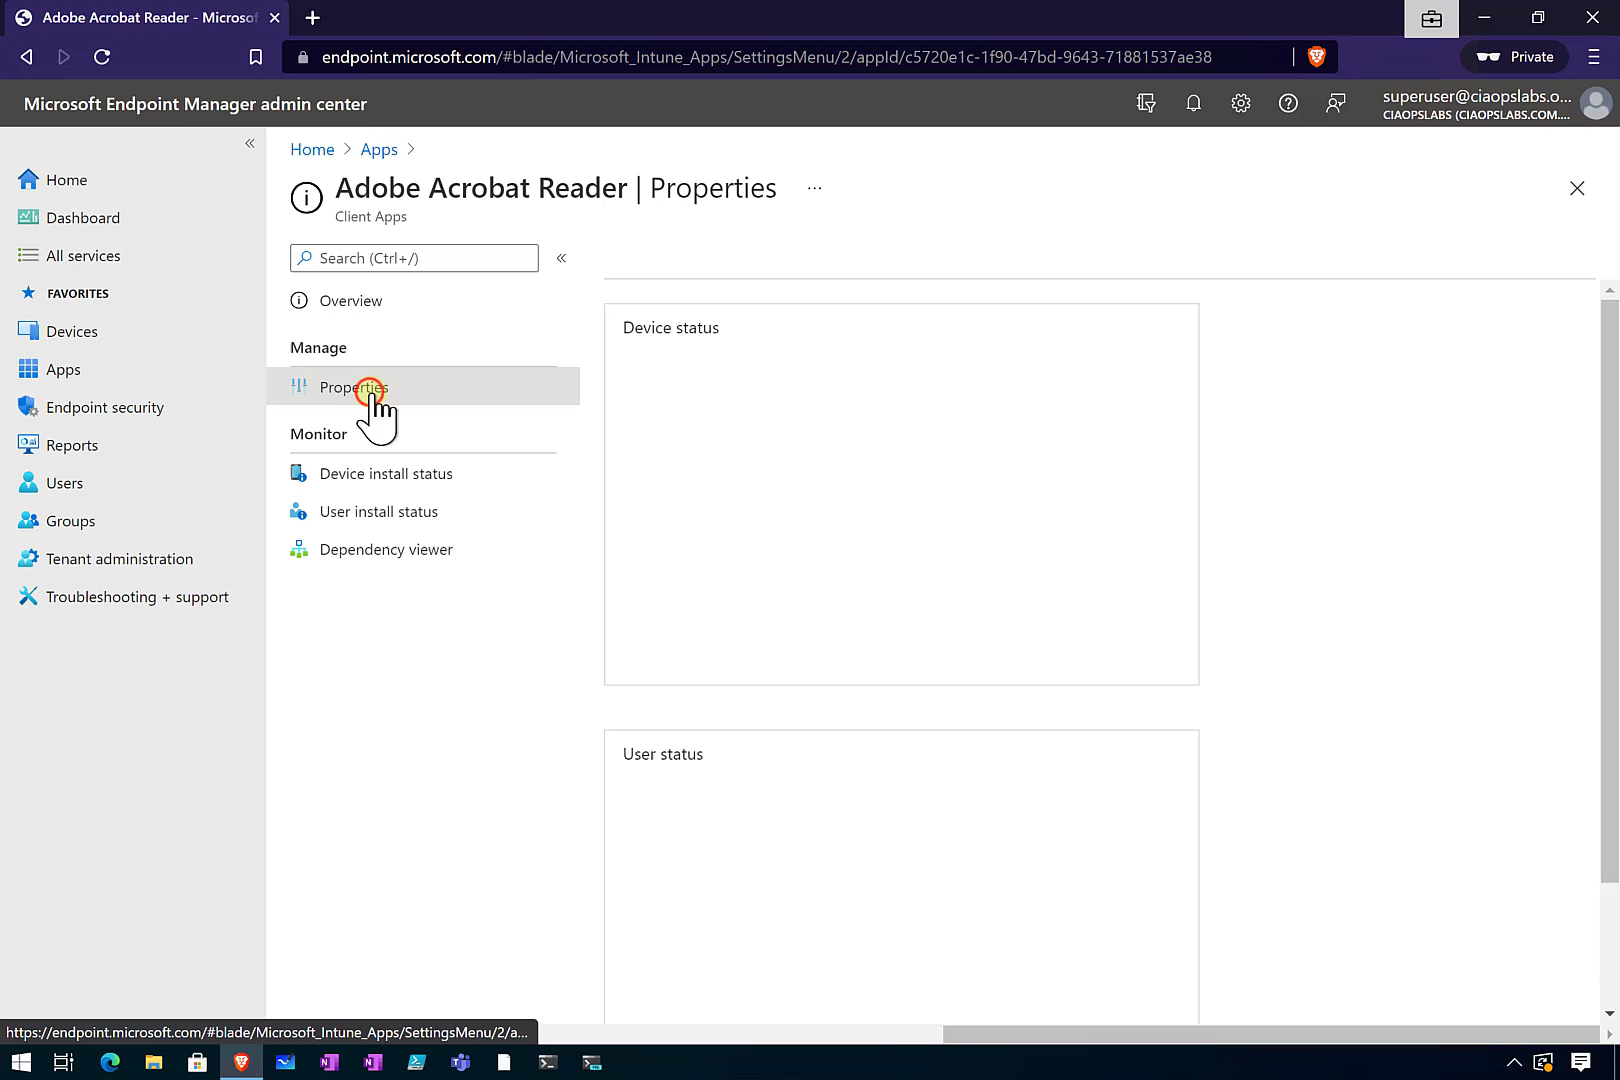 Adobe Acrobat Reader - Microsof
endpoint.microsoft.com/#blade/Microsoft_Intune_Apps/SettingsMenu/2/appId/c5720e1c-1f90-47bd-9643-71881537ae38
Private
Microsoft Endpoint Manager admin center
superuser@ciaopslabs.o...
CIAOPSLABS (CIAOPSLABS.COM....
Home
Dashboard
All services
FAVORITES
Devices
Apps
Endpoint security
Reports
Users
Groups
Tenant administration
Troubleshooting + support
Home > Apps >
Adobe Acrobat Reader | Properties ...
Client Apps
Search (Ctrl+/)
Overview
Manage
Properties
Monitor
Device install status
User install status
Dependency viewer
Device status
User status
https://endpoint.microsoft.com/#blade/Microsoft_Intune_Apps/SettingsMenu/2/a...